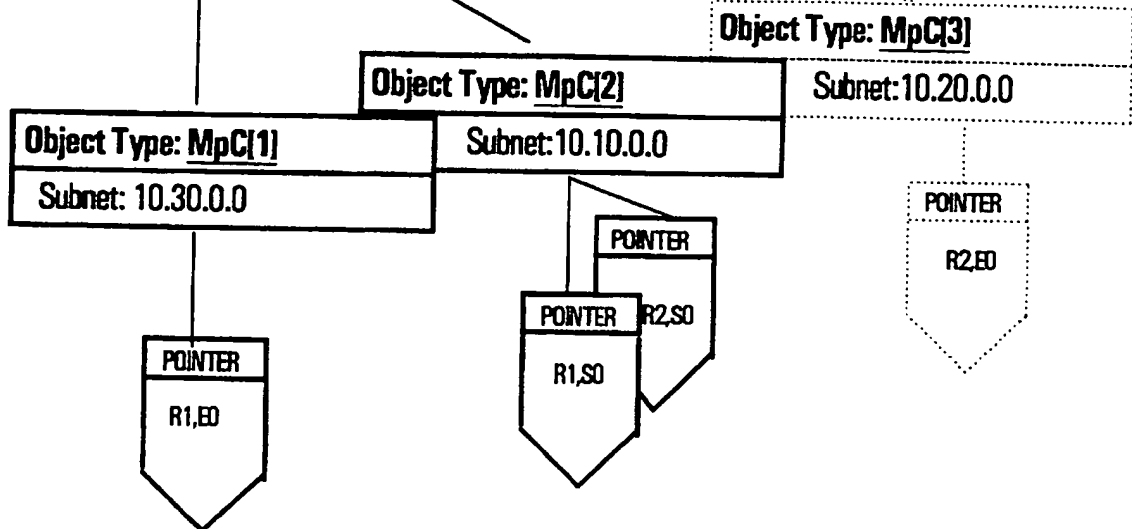 Object Type: MpC[3]
Subnet:10.20.0.0
Object Type: MpC[2]
Subnet:10.10.0.0
Object Type: MpC[1]
Subnet: 10.30.0.0
POINTER
R2,E0
POINTER
R2,S0
POINTER
R1,S0
POINTER
R1,E0